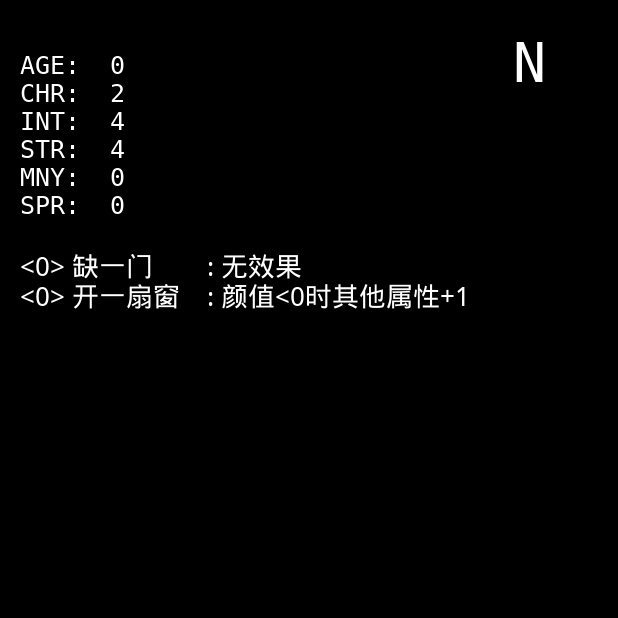 N
AGE: 0
CHR: 2
INT: 4
STR: 4
MNY: 0
SPR: 0
<0> 缺一门 : 无效果
<0> 开一扇窗 : 颜值<0时其他属性+1